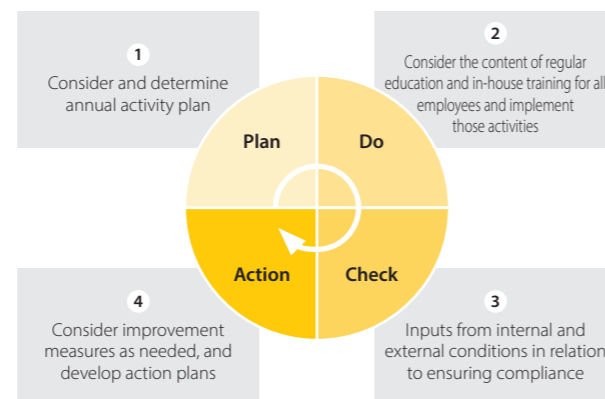 1
Consider and determine
annual activity plan
2
Consider the content of regular
education and in-house training for all
employees and implement
those activities
Plan
Do
Action
Check
4
Consider improvement
measures as needed, and
develop action plans
3
Inputs from internal and
external conditions in relation
to ensuring compliance